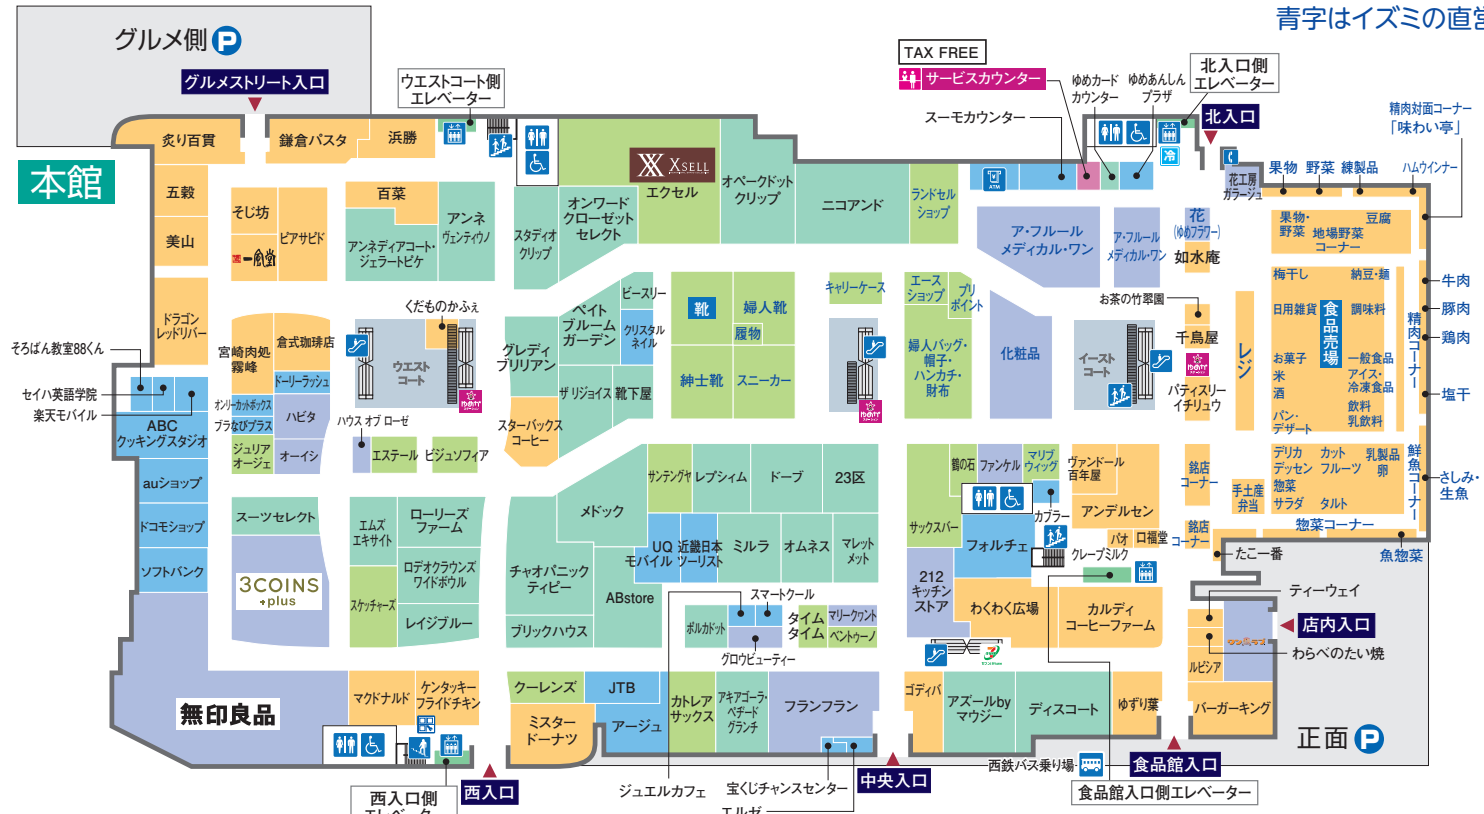 青字はイズミの直営
グルメ側 P
グルメストリート入口
ウエストコート側
エレベーター
TAX FREE
サービスカウンター
ゆめカード
カウンター
ゆめあんしん
プラザ
北入口側
エレベーター
北入口
スーモカウンター
精肉対面コーナー
「味わい亭」
本館
炙り百貫
鎌倉パスタ
浜勝
XSELL
エクセル
オペークドット
クリップ
ニコアンド
ランドセル
ショップ
ATM
冷
花工房
ガラージュ
果物
野菜
練製品
ハムウインナー
五穀
美山
そじ坊
一風堂
ピアサピド
百菜
アンネディアコート・
ジェラートピケ
アンネ
ヴェンティウノ
スタディオ
クリップ
オンワード
クローゼット
セレクト
ア・フルール
メディカル・ワン
ア・フルール
メディカル・ワン
花
(ゆめフラワー)
如水庵
果物・
野菜
地場野菜
コーナー
豆腐
ドラゴン
レッドリバー
くだものかふぇ
宮崎肉処
霧峰
倉式珈琲店
ウエスト
コート
グレディ
ブリリアン
ペイト
ブルーム
ガーデン
ビースリー
クリスタル
ネイル
ザ リジョイス
靴下屋
靴
婦人靴
履物
紳士靴
スニーカー
キャリーケース
エース
ショップ
プリ
ポイント
婦人バッグ・
帽子・
ハンカチ・
財布
化粧品
イースト
コート
お茶の竹翠園
千鳥屋
パティスリー
イチリュウ
レジ
梅干し
納豆・麺
日用雑貨
食品売場
調味料
お菓子
米
酒
一般食品
アイス・
冷凍食品
パン・
デザート
飲料
乳飲料
精肉コーナー
牛肉
豚肉
鶏肉
塩干
そろばん教室88くん
セイハ英語学院
楽天モバイル
ABC
クッキングスタジオ
ドーリーラッシュ
オンリーカットボックス
プラなびプラス
ハピタ
ジュリア
オージェ
オーイシ
ハウス オブ ローゼ
エステール
ビジュソフィア
スターバックス
コーヒー
auショップ
ドコモショップ
ソフトバンク
スーツセレクト
3COINS
+plus
エムズ
エキサイト
ローリーズ
ファーム
ロデオクラウンズ
ワイドボウル
スケッチャーズ
レイジブルー
メドック
チャオパニック
ティピー
ABstore
ブリックハウス
サンテンゲヤ
レプシィム
ドーブ
23区
UQ
モバイル
近畿日本
ツーリスト
ミルラ
オムネス
マレット
メット
スマートクール
ポルカドット
グロウビューティー
タイム
タイム
マリークヮント
ベントゥーノ
鶴の石
ファンケル
マリブ
ウィッグ
カプラー
サックスバー
フォルチェ
212
キッチン
ストア
わくわく広場
ヴァンドール
百年屋
アンデルセン
パオ
口福堂
クレープミルク
カルディ
コーヒーファーム
銘店
コーナー
銘店
コーナー
手土産
弁当
デリカ
デッセン
惣菜
サラダ
カット
フルーツ
タルト
乳製品
卵
鮮魚コーナー
さしみ・
生魚
惣菜コーナー
魚惣菜
たこ一番
ティーウェイ
店内入口
わらべのたい焼
ルピシア
バーガーキング
無印良品
マクドナルド
ケンタッキー
フライドチキン
クーレンズ
ミスター
ドーナツ
JTB
アージュ
カトレア
サックス
アキアゴーラ・
ペデード
グランチ
フランフラン
ゴディバ
アズールby
マウジー
ディスコート
ゆずり葉
正面 P
西入口側
エレベーター
西入口
ジュエルカフェ
宝くじチャンスセンター
エルゼ
中央入口
西鉄バス乗り場
食品館入口
食品館入口側エレベーター